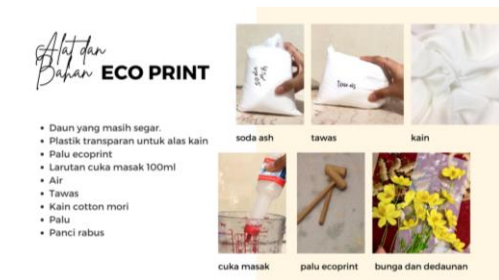 Alat dan
Bahan ECO PRINT
• Daun yang masih segar.
• Plastik transparan untuk alas kain
• Palu ecoprint
• Larutan cuka masak 100ml
• Air
• Tawas
• Kain cotton mori
• Palu
• Panci rabus
soda ash
tawas
kain
cuka masak
palu ecoprint
bunga dan dedaunan